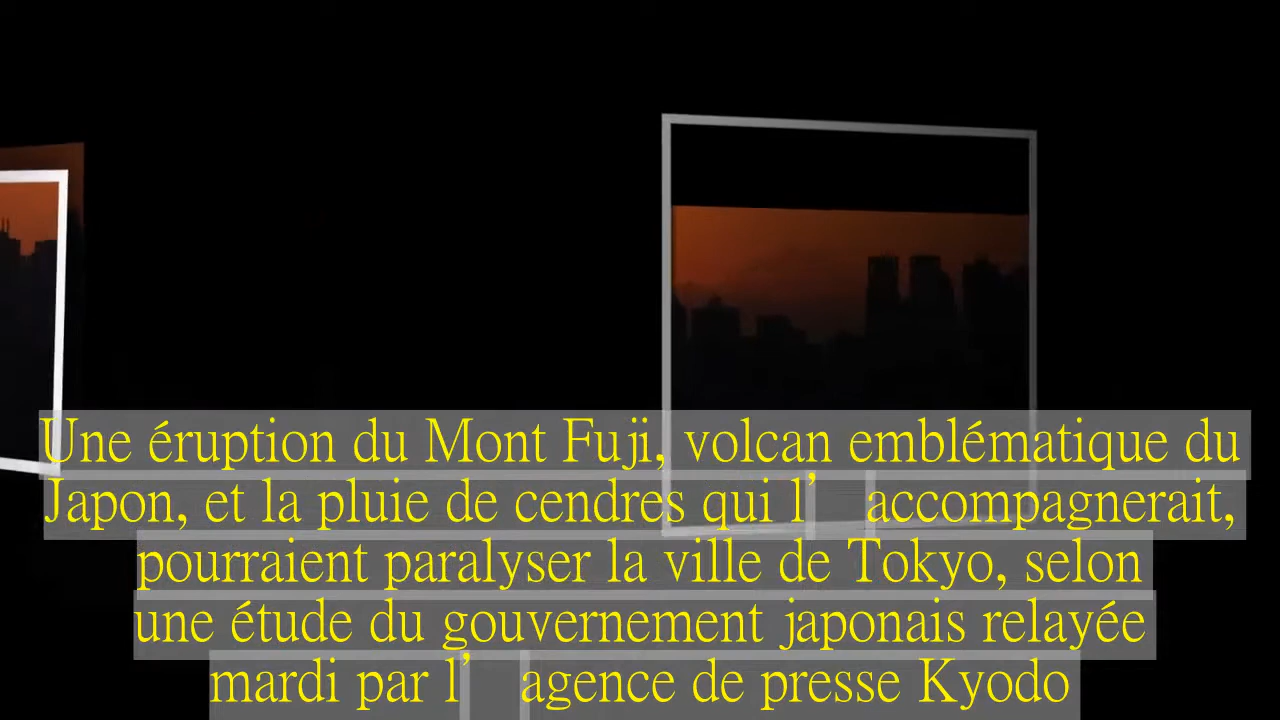 Une éruption du Mont Fuji, volcan emblématique du
Japon, et la pluie de cendres qui l’ accompagnerait,
pourraient paralyser la ville de Tokyo, selon
une étude du gouvernement japonais relayée
mardi par l’ agence de presse Kyodo